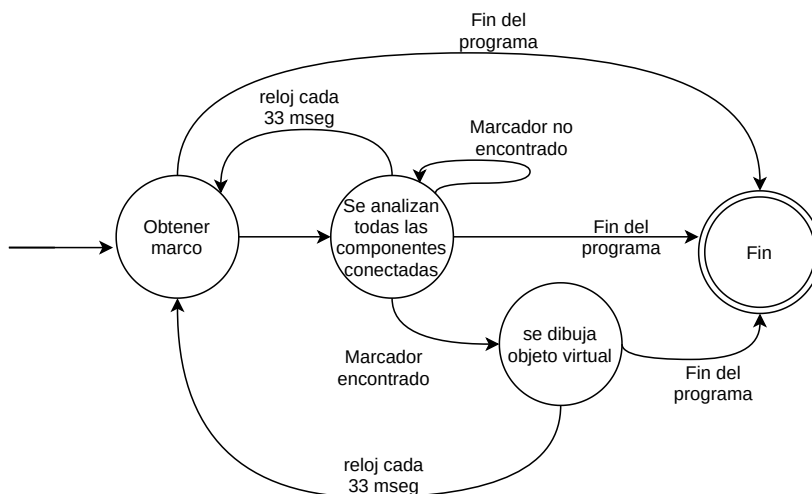 Fin del
programa
reloj cada
33 mseg
Marcador no
encontrado
Obtener
marco
Se analizan
todas las
componentes
conectadas
Fin del
programa
Fin
se dibuja
objeto virtual
Marcador
encontrado
Fin del
programa
reloj cada
33 mseg